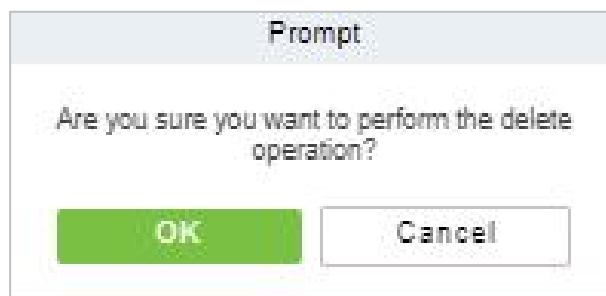 Prompt
Are you sure you want to perform the delete
operation?
OK
Cancel